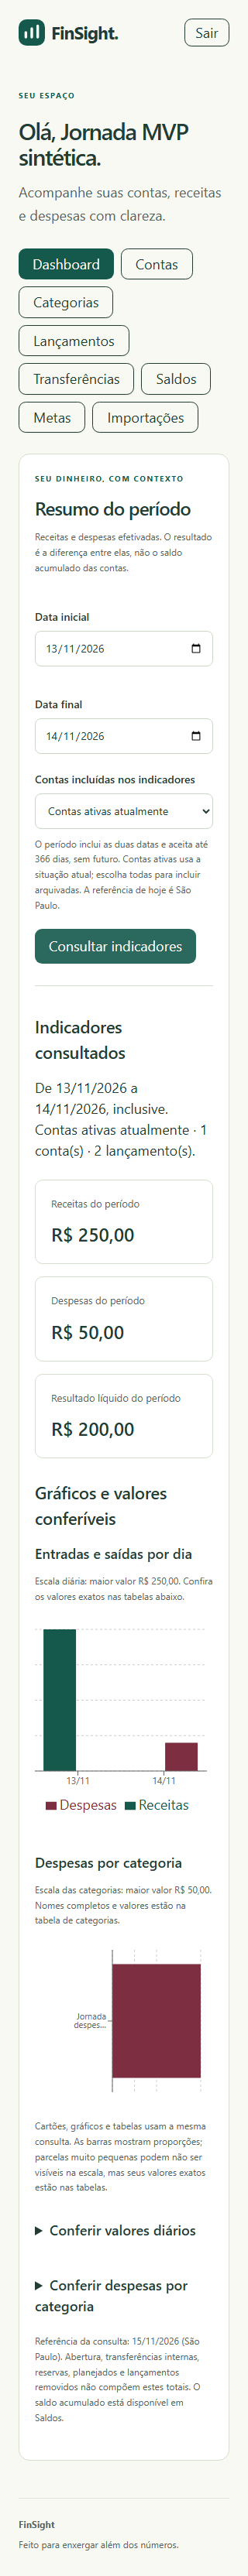 FinSight.
Sair
SEU ESPAÇO
Olá, Jornada MVP
sintética.
Acompanhe suas contas, receitas
e despesas com clareza.
Dashboard
Contas
Categorias
Lançamentos
Transferências
Saldos
Metas
Importações
SEU DINHEIRO, COM CONTEXTO
Resumo do período
Receitas e despesas efetivadas. O resultado
é a diferença entre elas, não o saldo
acumulado das contas.
Data inicial
13/11/2026
Data final
14/11/2026
Contas incluídas nos indicadores
Contas ativas atualmente
O período inclui as duas datas e aceita até
366 dias, sem futuro. Contas ativas usa a
situação atual; escolha todas para incluir
arquivadas. A referência de hoje é São
Paulo.
Consultar indicadores
Indicadores
consultados
De 13/11/2026 a
14/11/2026, inclusive.
Contas ativas atualmente · 1
conta(s) · 2 lançamento(s).
Receitas do período
R$ 250,00
Despesas do período
R$ 50,00
Resultado líquido do período
R$ 200,00
Gráficos e valores
conferíveis
Entradas e saídas por dia
Escala diária: maior valor R$ 250,00. Confira
os valores exatos nas tabelas abaixo.
13/11
14/11
Despesas
Receitas
Despesas por categoria
Escala das categorias: maior valor R$ 50,00.
Nomes completos e valores estão na
tabela de categorias.
Jornada
despes...
Cartões, gráficos e tabelas usam a mesma
consulta. As barras mostram proporções;
parcelas muito pequenas podem não ser
visíveis na escala, mas seus valores exatos
estão nas tabelas.
Conferir valores diários
Conferir despesas por
categoria
Referência da consulta: 15/11/2026 (São
Paulo). Abertura, transferências internas,
reservas, planejados e lançamentos
removidos não compõem estes totais. O
saldo acumulado está disponível em
Saldos.
FinSight
Feito para enxergar além dos números.